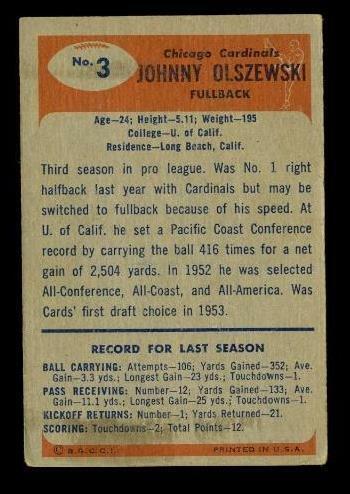 No. 3
Chicago Cardinals
JOHNNY OLSZEWSKI
FULLBACK
Age—24; Height—5.11; Weight—195
College—U. of Calif.
Residence—Long Beach, Calif.
Third season in pro league. Was No. 1 right
halfback last year with Cardinals but may be
switched to fullback because of his speed. At
U. of Calif. he set a Pacific Coast Conference
record by carrying the ball 416 times for a net
gain of 2,504 yards. In 1952 he was selected
All-Conference, All-Coast, and All-America. Was
Cards' first draft choice in 1953.
RECORD FOR LAST SEASON
BALL CARRYING: Attempts—106; Yards Gained—352; Ave.
Gain—3.3 yds.; Longest Gain—23 yds.; Touchdowns—1.
PASS RECEIVING: Number—12; Yards Gained—133; Ave.
Gain—11.1 yds.; Longest Gain—25 yds.; Touchdowns—1.
KICKOFF RETURNS: Number—1; Yards Returned—21.
SCORING: Touchdowns—2; Total Points—12.
© B.G.C.C.I.
PRINTED IN U.S.A.